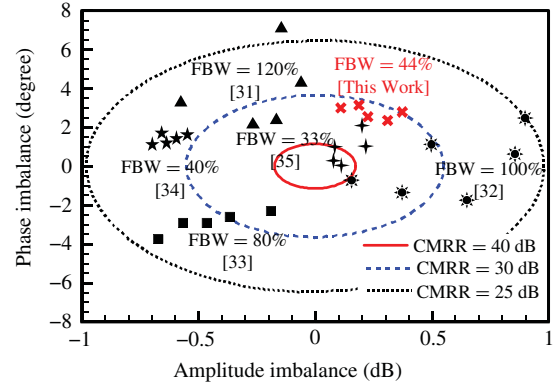 8
6
4
2
0
−2
−4
−6
−8
−1
−0.5
0
0.5
1
Phase imbalance (degree)
Amplitude imbalance (dB)
FBW = 120%
[31]
FBW = 44%
[This Work]
FBW = 33%
[35]
FBW = 40%
[34]
FBW = 100%
[32]
FBW = 80%
[33]
CMRR = 40 dB
CMRR = 30 dB
CMRR = 25 dB